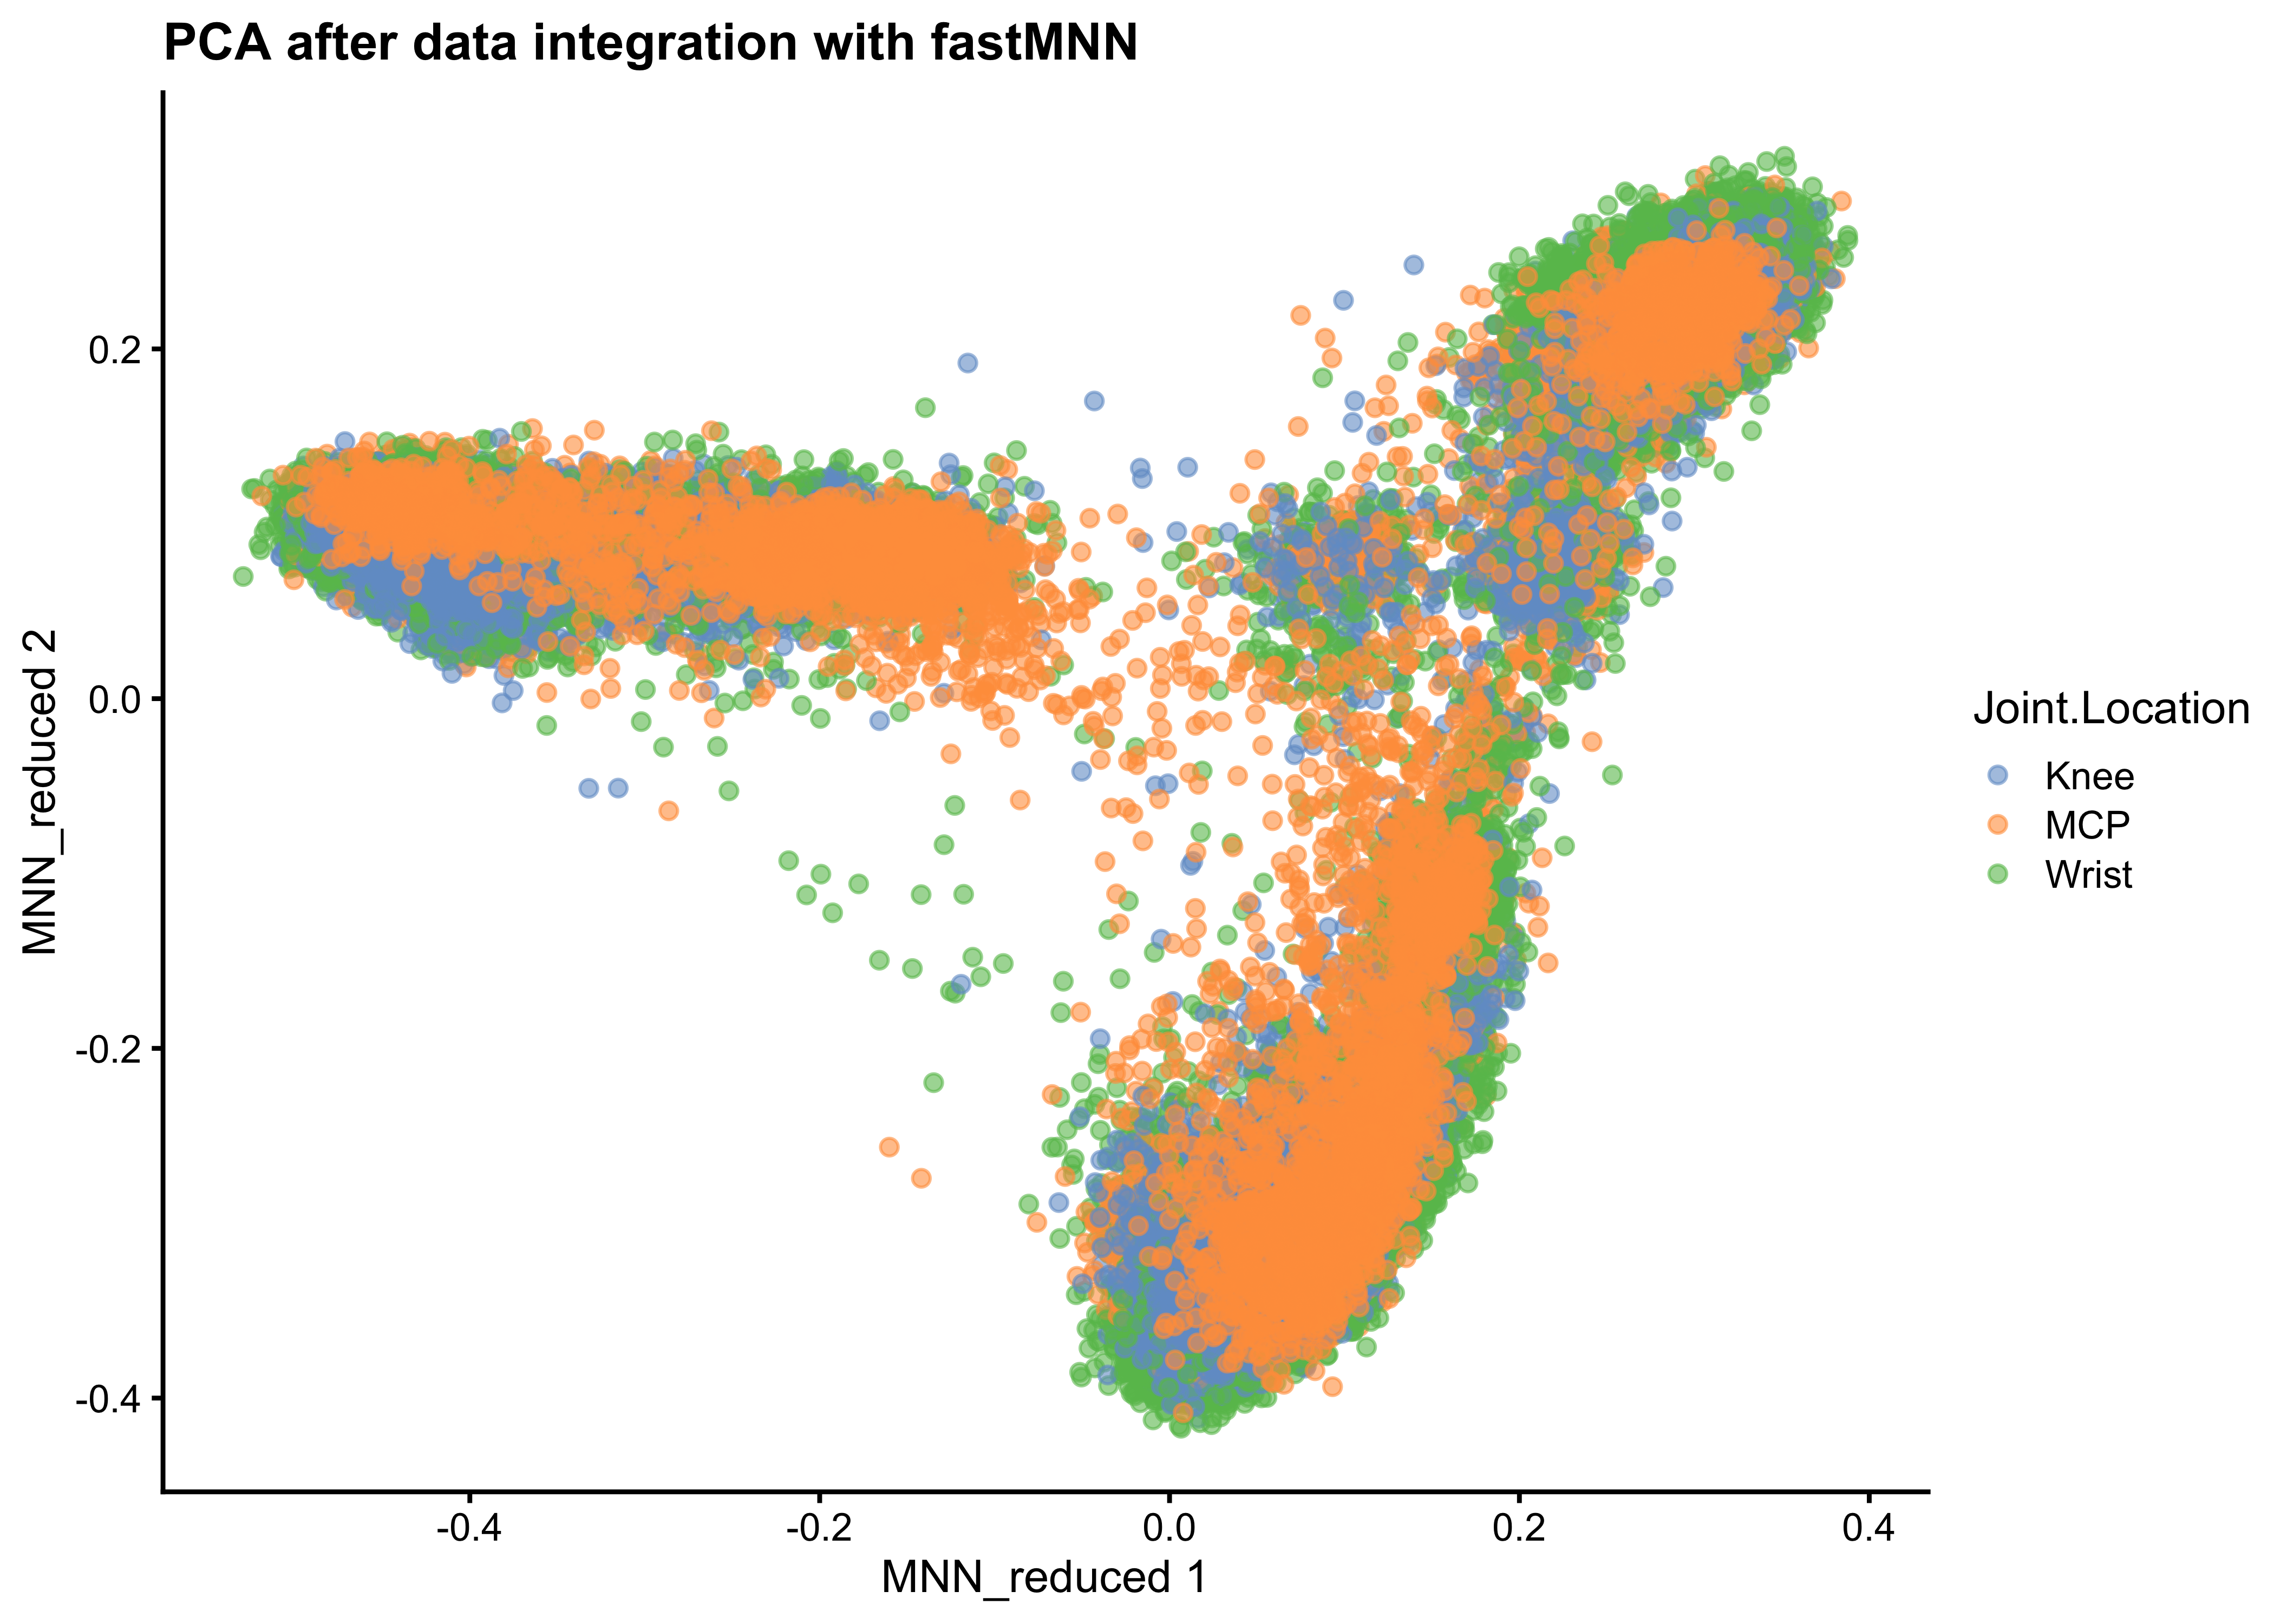 PCA after data integration with fastMNN
0.2
0.0
-0.2
-0.4
MNN_reduced 2
-0.4
-0.2
0.0
0.2
0.4
MNN_reduced 1
Joint.Location
Knee
MCP
Wrist